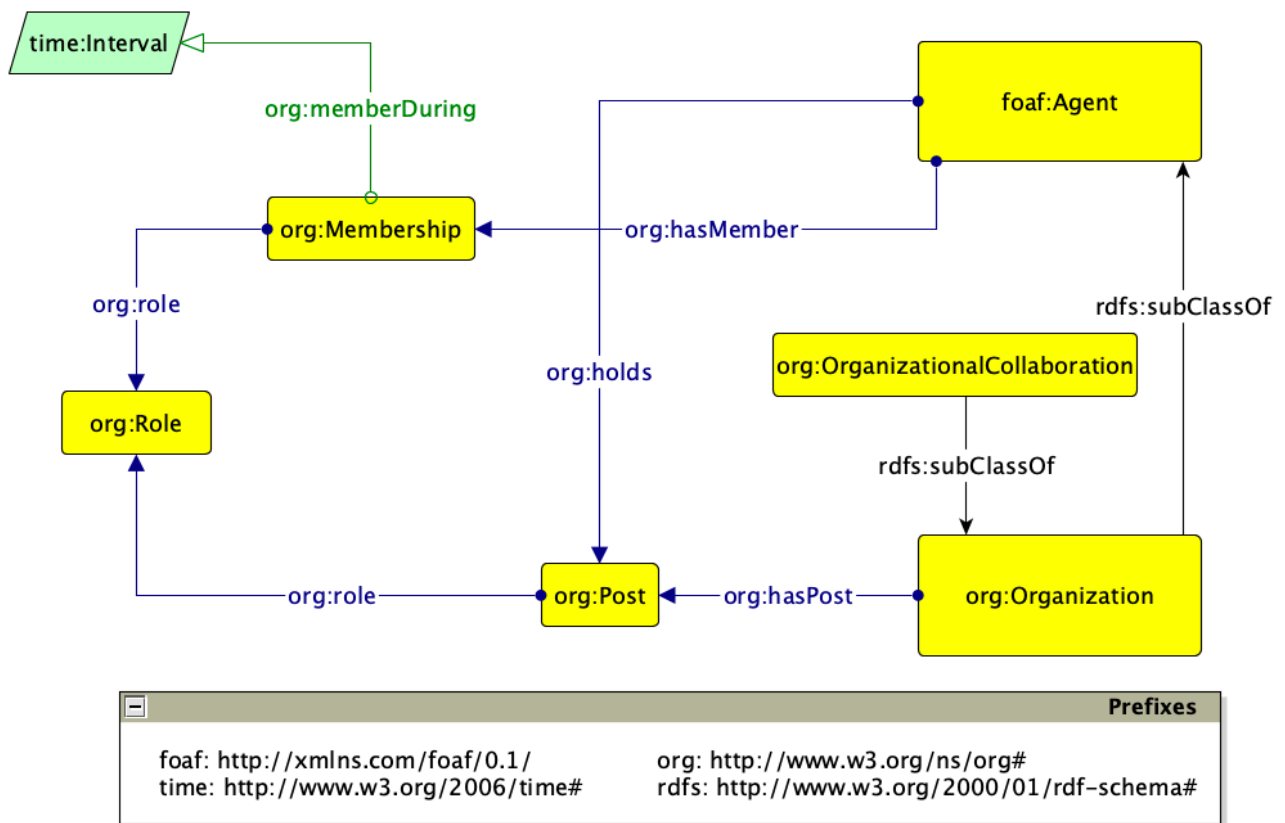 time:Interval
org:memberDuring
foaf:Agent
org:Membership
org:hasMember
org:role
rdfs:subClassOf
org:holds
org:OrganizationalCollaboration
org:Role
rdfs:subClassOf
org:role
org:Post
org:hasPost
org:Organization
Prefixes
foaf: http://xmlns.com/foaf/0.1/
org: http://www.w3.org/ns/org#
time: http://www.w3.org/2006/time#
rdfs: http://www.w3.org/2000/01/rdf-schema#